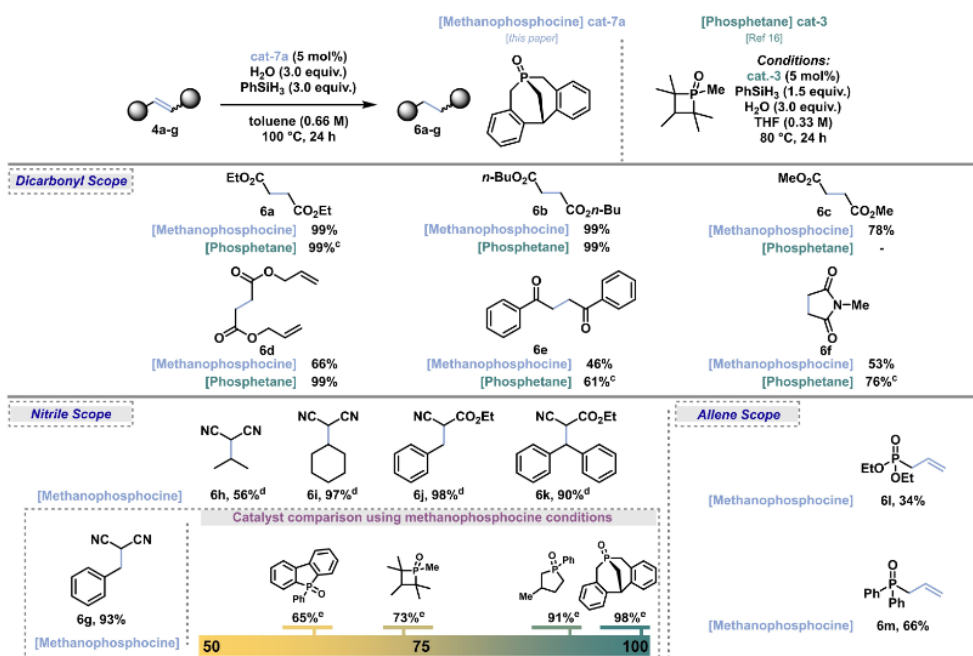 [Methanophosphocine] cat-7a
[this paper]
[Phosphetane] cat-3
[Ref 16]
cat-7a (5 mol%)
H2O (3.0 equiv.)
PhSiH3 (3.0 equiv.)
toluene (0.66 M)
100 °C, 24 h
4a-g
6a-g
O
P
O
P
Me
Conditions:
cat.-3 (5 mol%)
PhSiH3 (1.5 equiv.)
H2O (3.0 equiv.)
THF (0.33 M)
80 °C, 24 h
Dicarbonyl Scope
EtO2C
CO2Et
6a
[Methanophosphocine] 99%
[Phosphetane] 99%c
n-BuO2C
CO2n-Bu
6b
[Methanophosphocine] 99%
[Phosphetane] 99%
MeO2C
CO2Me
6c
[Methanophosphocine] 78%
[Phosphetane] -
O
O
O
O
6d
[Methanophosphocine] 66%
[Phosphetane] 99%
O
O
6e
[Methanophosphocine] 46%
[Phosphetane] 61%c
O
N-Me
O
6f
[Methanophosphocine] 53%
[Phosphetane] 76%c
Nitrile Scope
NC CN
6h, 56%d
NC CN
6i, 97%d
NC CO2Et
6j, 98%d
NC CO2Et
6k, 90%d
[Methanophosphocine]
NC CN
6g, 93%
[Methanophosphocine]
Catalyst comparison using methanophosphocine conditions
P
Ph O
65%e
O
P
Me
73%e
O
Ph
P
Me
91%e
O
P
98%e
50 75 100
Allene Scope
O
EtO P
OEt
6l, 34%
[Methanophosphocine]
O
Ph P
Ph
6m, 66%
[Methanophosphocine]